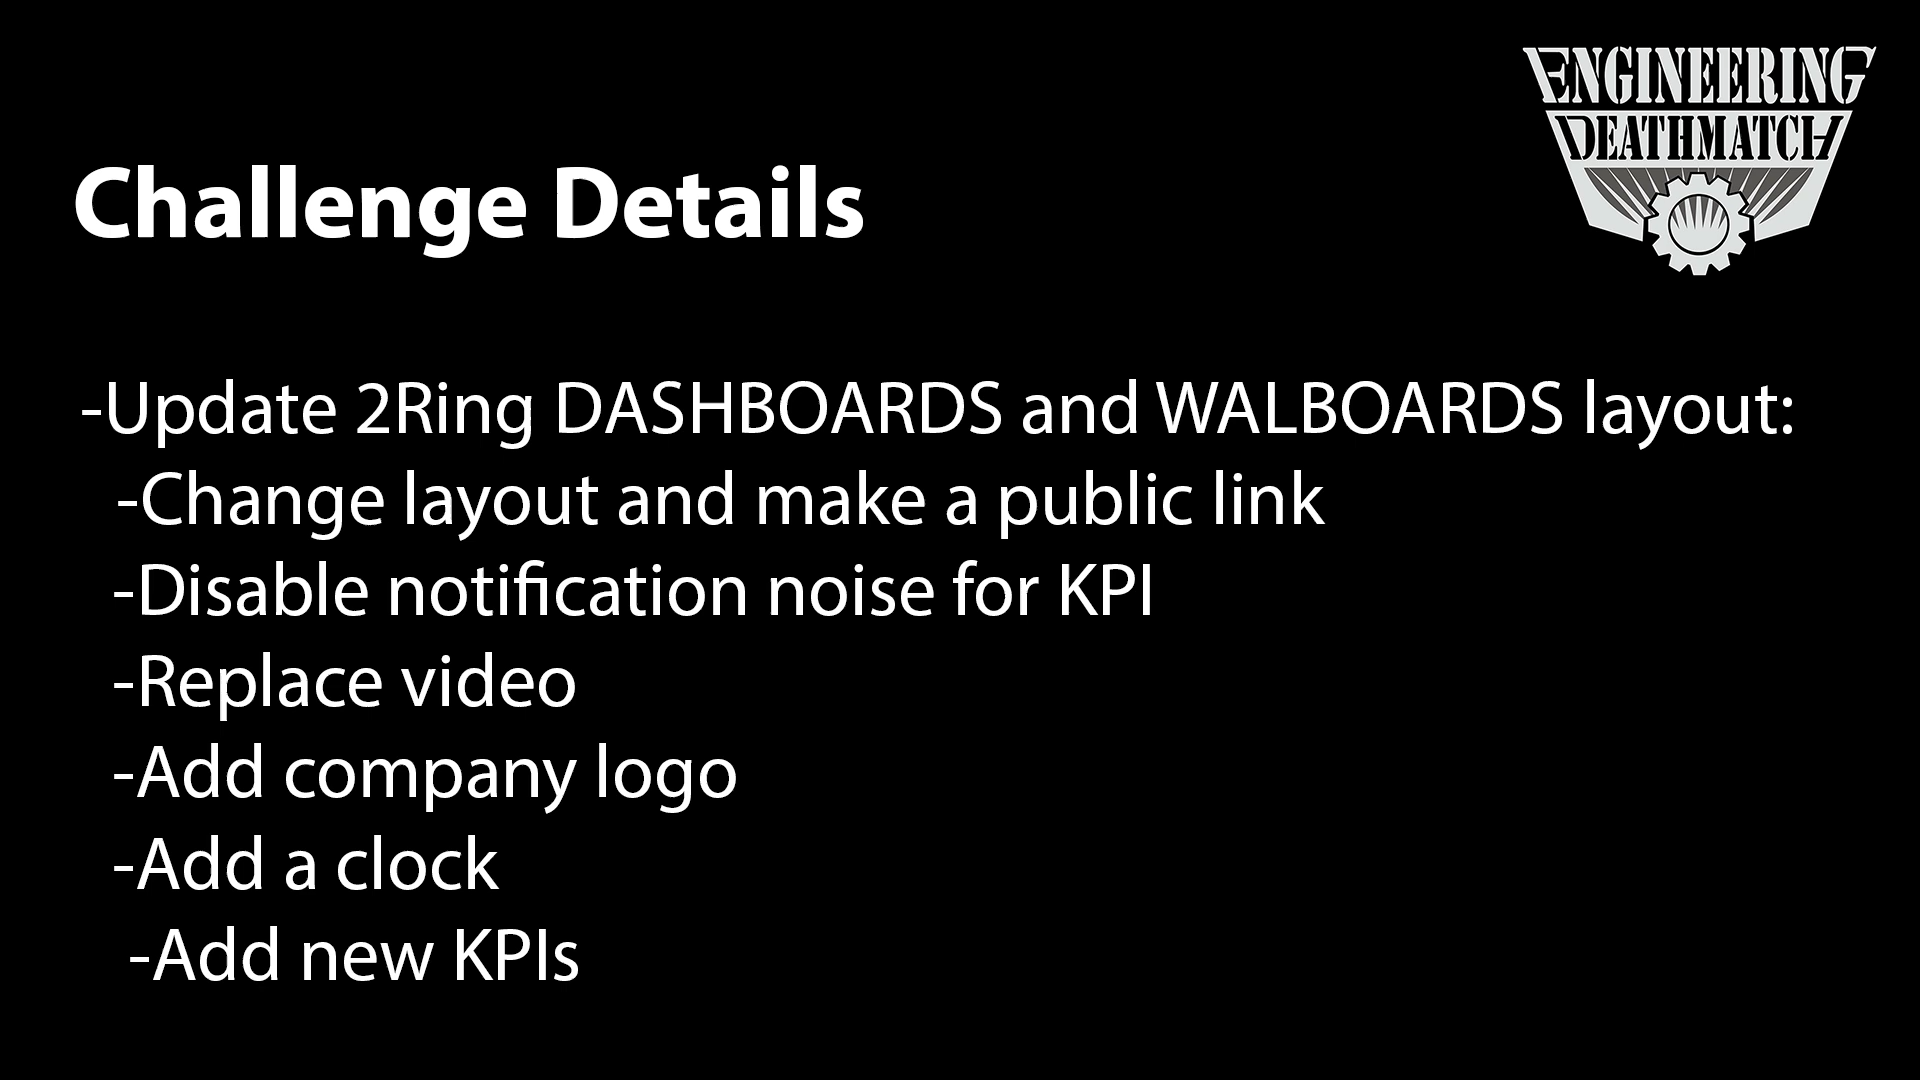 ENGINEERING
DEATHMATCH
Challenge Details
-Update 2Ring DASHBOARDS and WALBOARDS layout:
-Change layout and make a public link
-Disable notification noise for KPI
-Replace video
-Add company logo
-Add a clock
-Add new KPIs